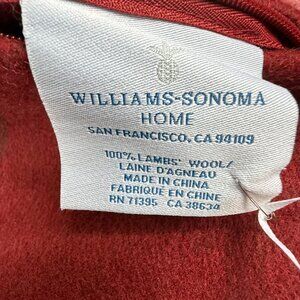 WILLIAMS-SONOMA
HOME
SAN FRANCISCO, CA 94109
100% LAMBS' WOOL/
LAINE D'AGNEAU
MADE IN CHINA
FABRIQUÉ EN CHINE
RN 71395 CA 38634